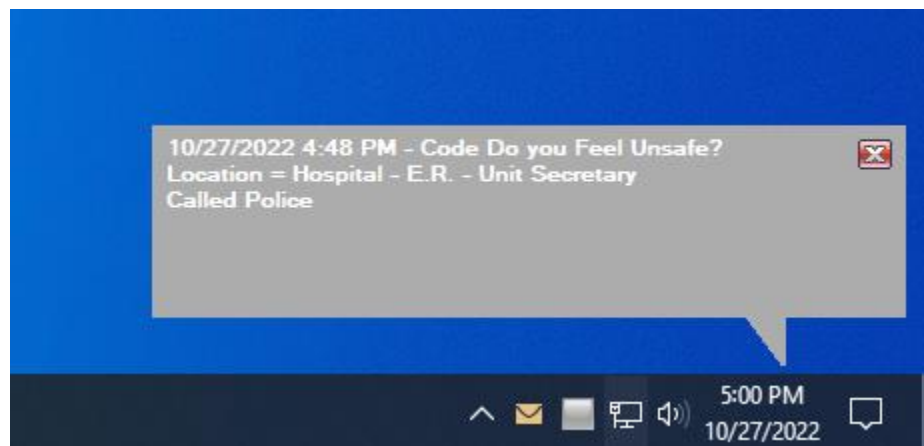 10/27/2022 4:48 PM - Code Do you Feel Unsafe?
Location = Hospital - E.R. - Unit Secretary
Called Police
5:00 PM
10/27/2022